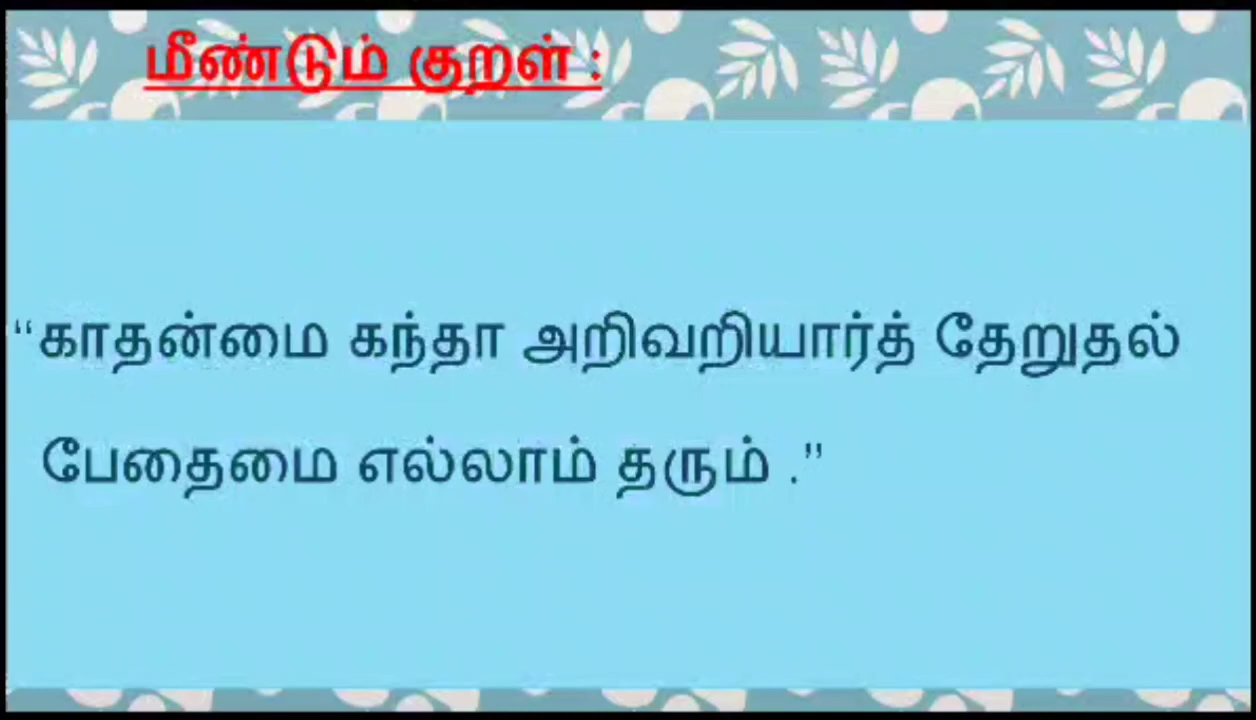 மீண்டும் குறள் :
“காதன்மை கந்தா அறிவறியார்த் தேறுதல்
பேதைமை எல்லாம் தரும் .”